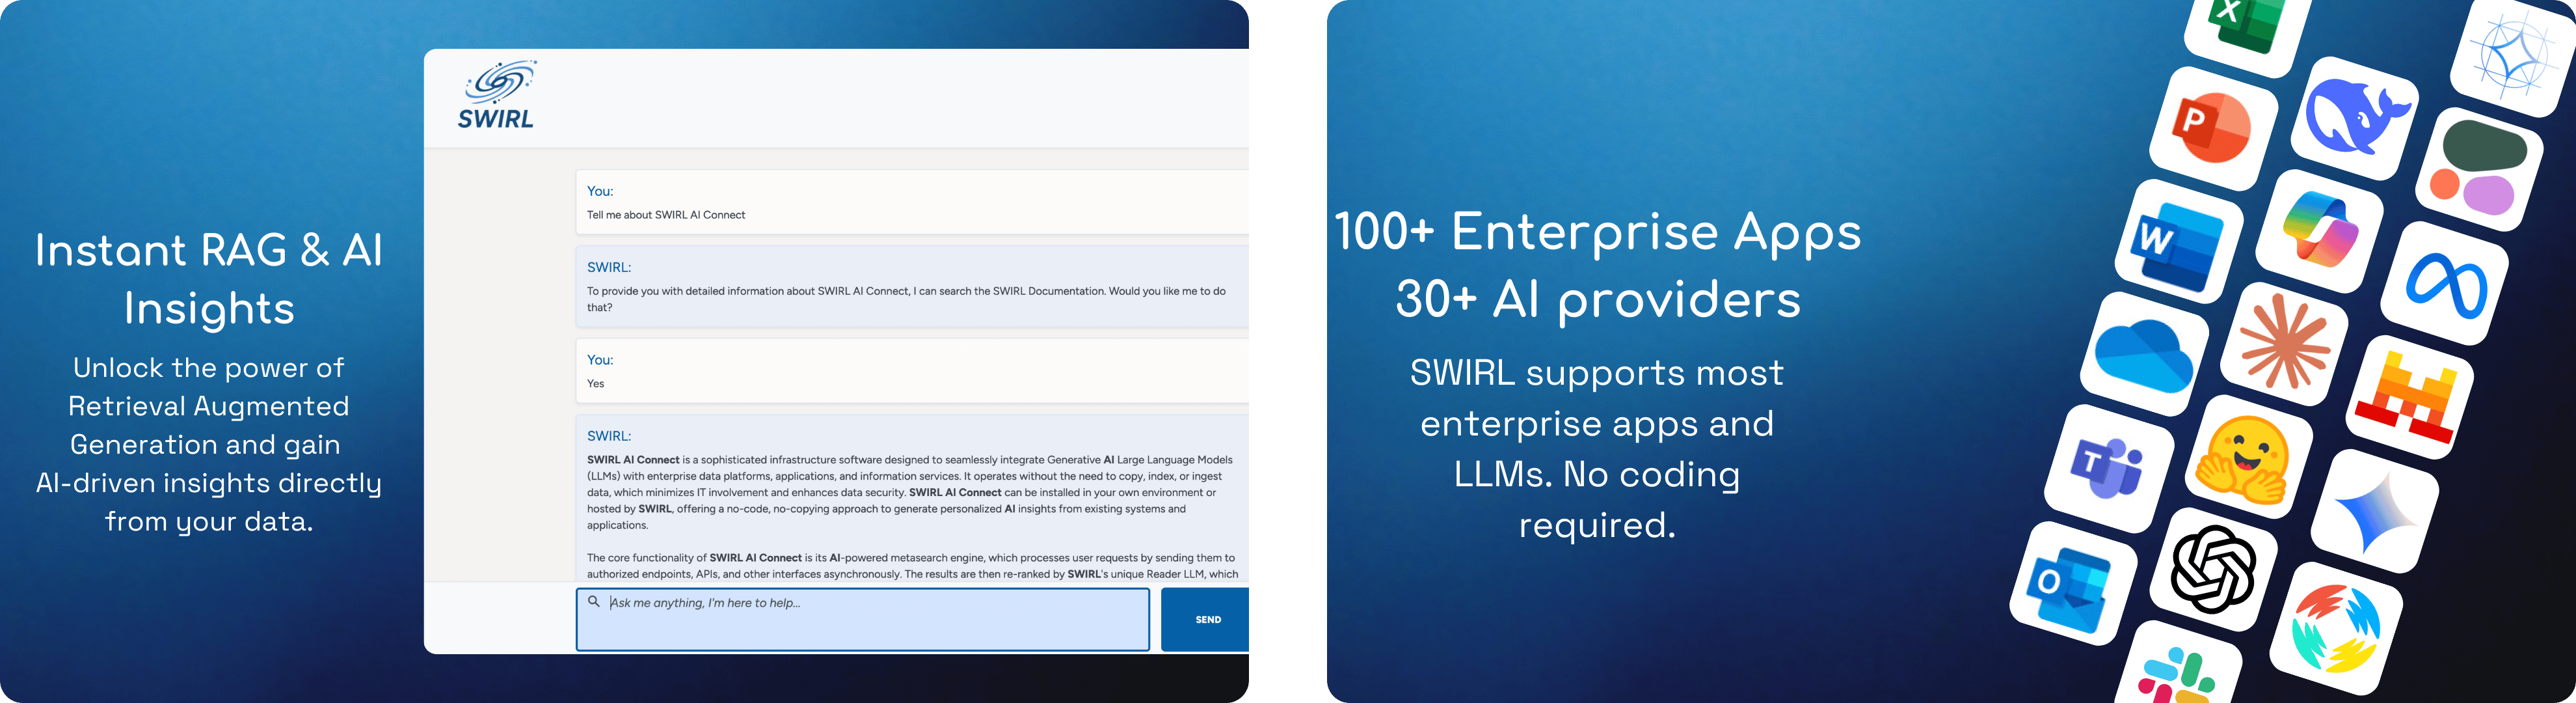 Instant RAG & AI
Insights
Unlock the power of
Retrieval Augmented
Generation and gain
AI-driven insights directly
from your data.
SWIRL
You:
Tell me about SWIRL AI Connect
SWIRL:
To provide you with detailed information about SWIRL AI Connect, I can search the SWIRL Documentation. Would you like me to do
that?
You:
Yes
SWIRL:
SWIRL AI Connect is a sophisticated infrastructure software designed to seamlessly integrate Generative AI Large Language Models
(LLMs) with enterprise data platforms, applications, and information services. It operates without the need to copy, index, or ingest
data, which minimizes IT involvement and enhances data security. SWIRL AI Connect can be installed in your own environment or
hosted by SWIRL, offering a no-code, no-copying approach to generate personalized AI insights from existing systems and
applications.
The core functionality of SWIRL AI Connect is its AI-powered metasearch engine, which processes user requests by sending them to
authorized endpoints, APIs, and other interfaces asynchronously. The results are then re-ranked by SWIRL's unique Reader LLM, which
Ask me anything, I'm here to help...
SEND
100+ Enterprise Apps
30+ AI providers
SWIRL supports most
enterprise apps and
LLMs. No coding
required.
X
P
W
T
O